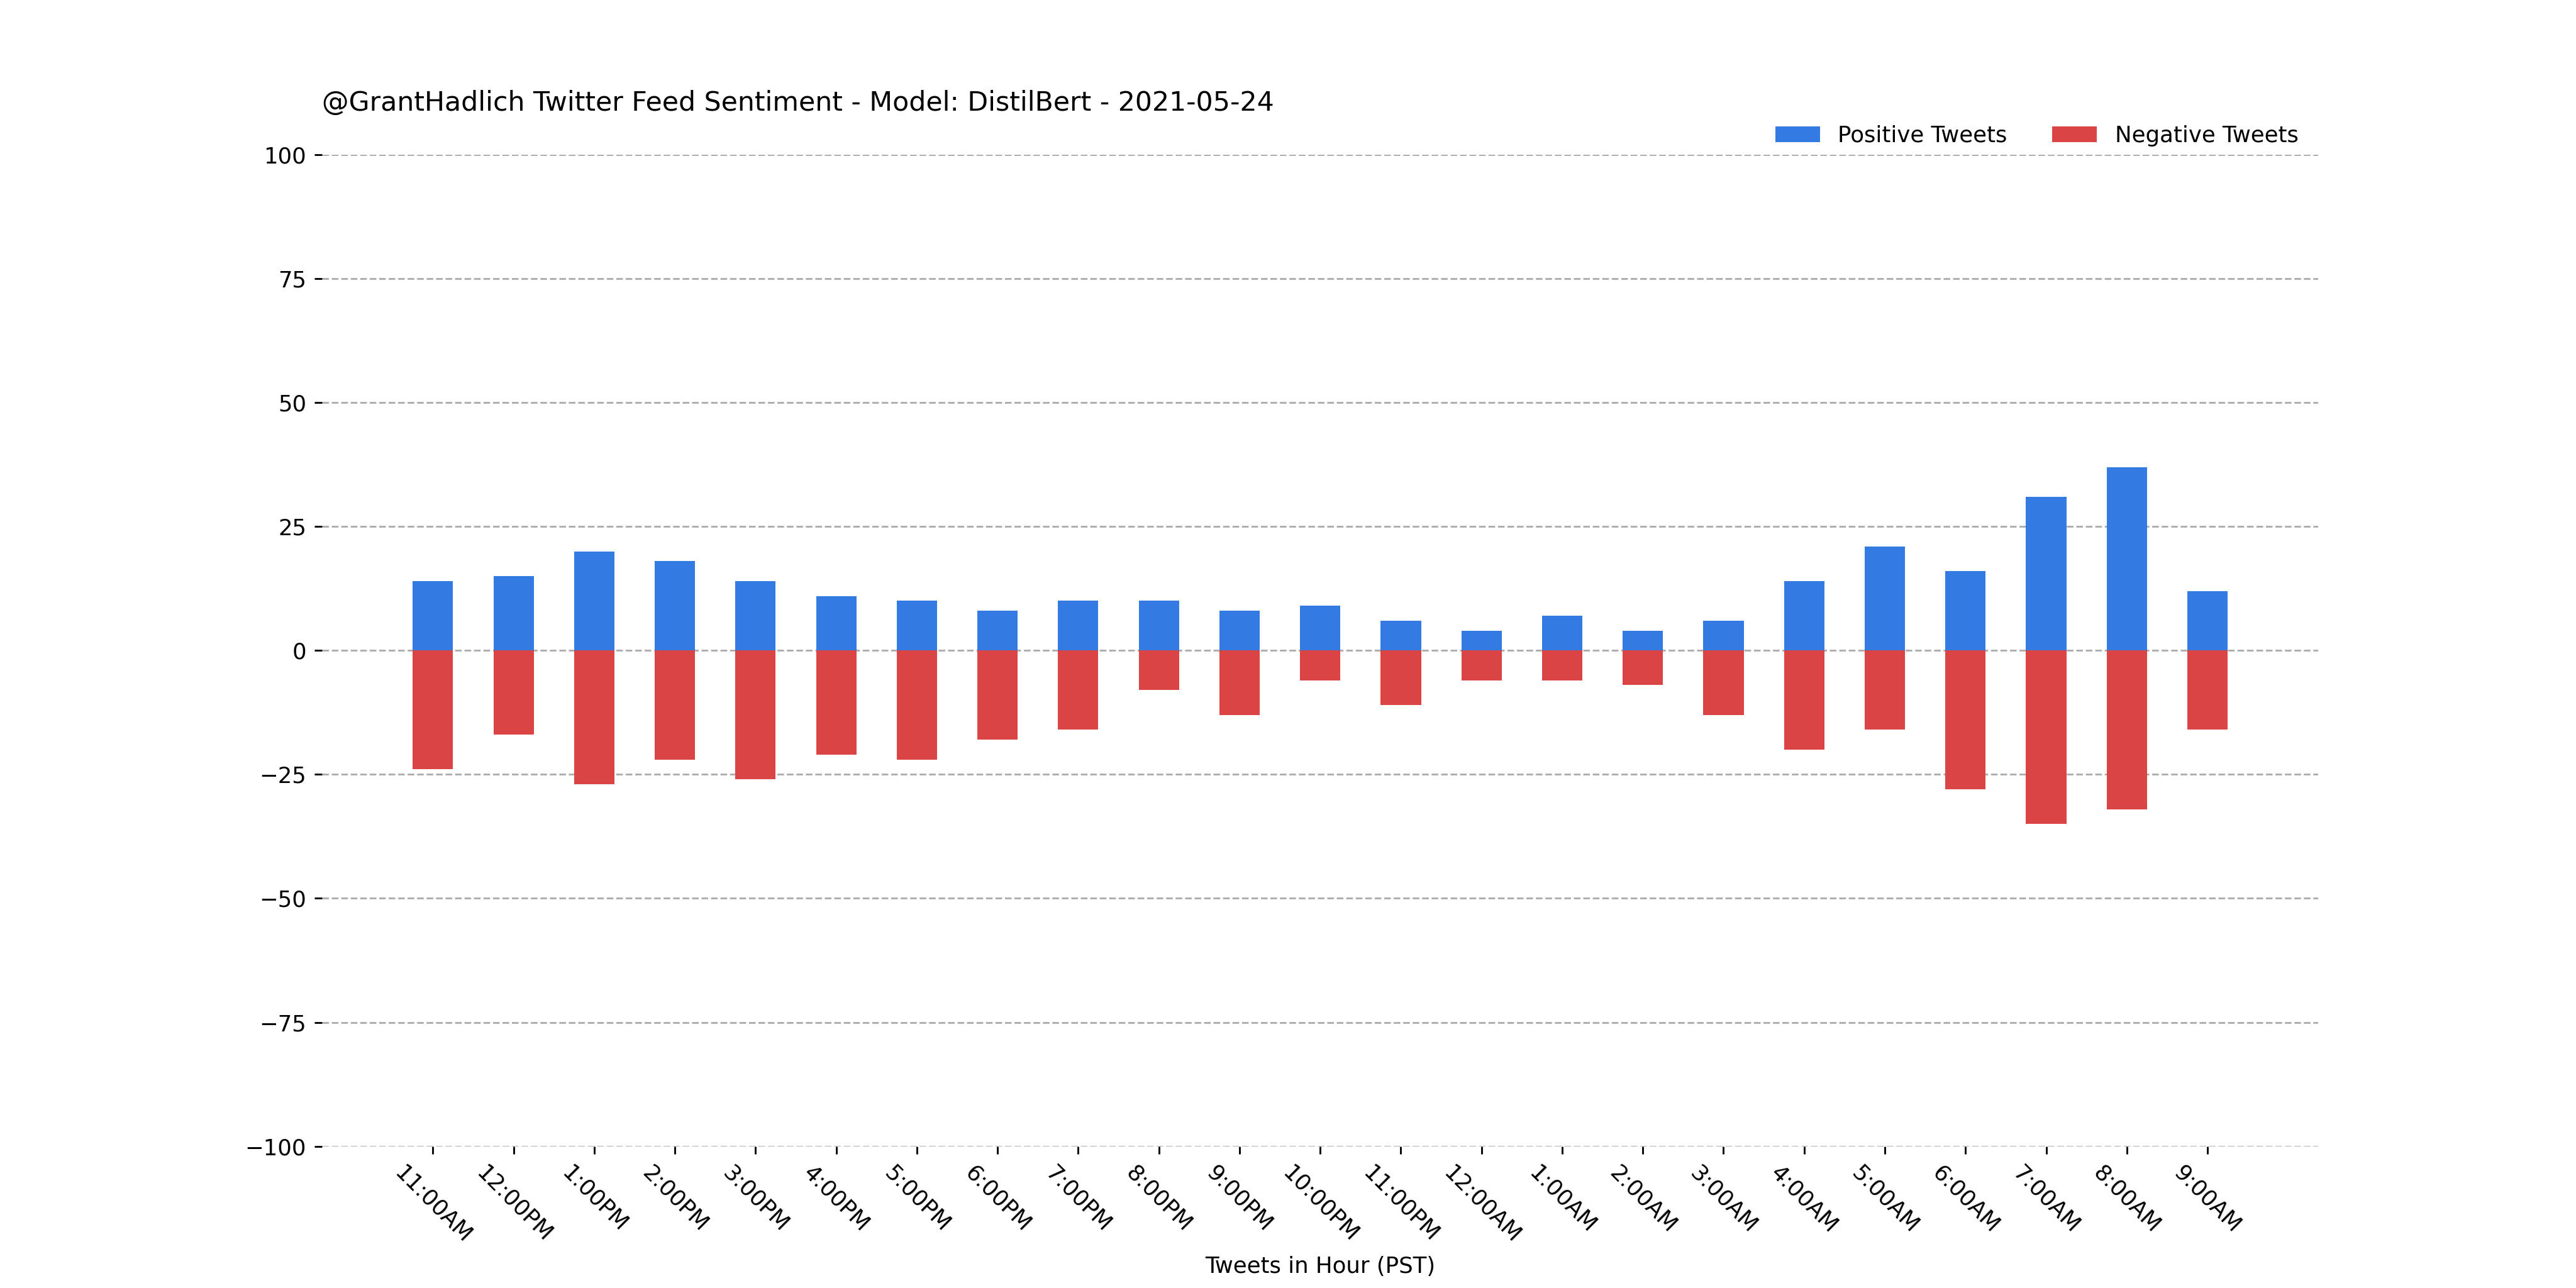 @GrantHadlich Twitter Feed Sentiment - Model: DistilBert - 2021-05-24
Positive Tweets
Negative Tweets
100
75
50
25
0
−25
−50
−75
−100
11:00AM
12:00PM
1:00PM
2:00PM
3:00PM
4:00PM
5:00PM
6:00PM
7:00PM
8:00PM
9:00PM
10:00PM
11:00PM
12:00AM
1:00AM
2:00AM
3:00AM
4:00AM
5:00AM
6:00AM
7:00AM
8:00AM
9:00AM
Tweets in Hour (PST)